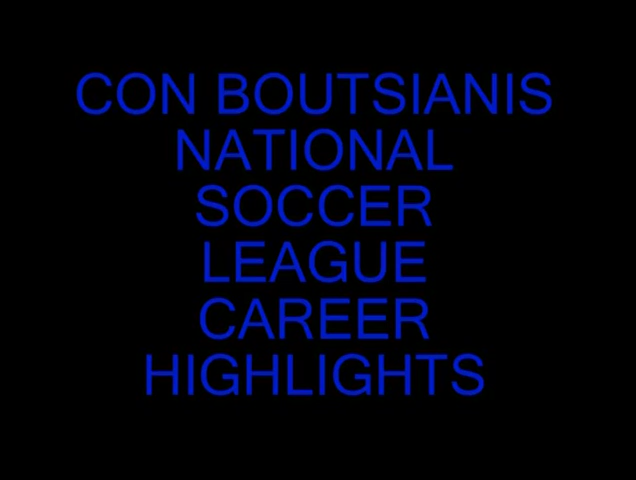 CON BOUTSIANIS
NATIONAL
SOCCER
LEAGUE
CAREER
HIGHLIGHTS